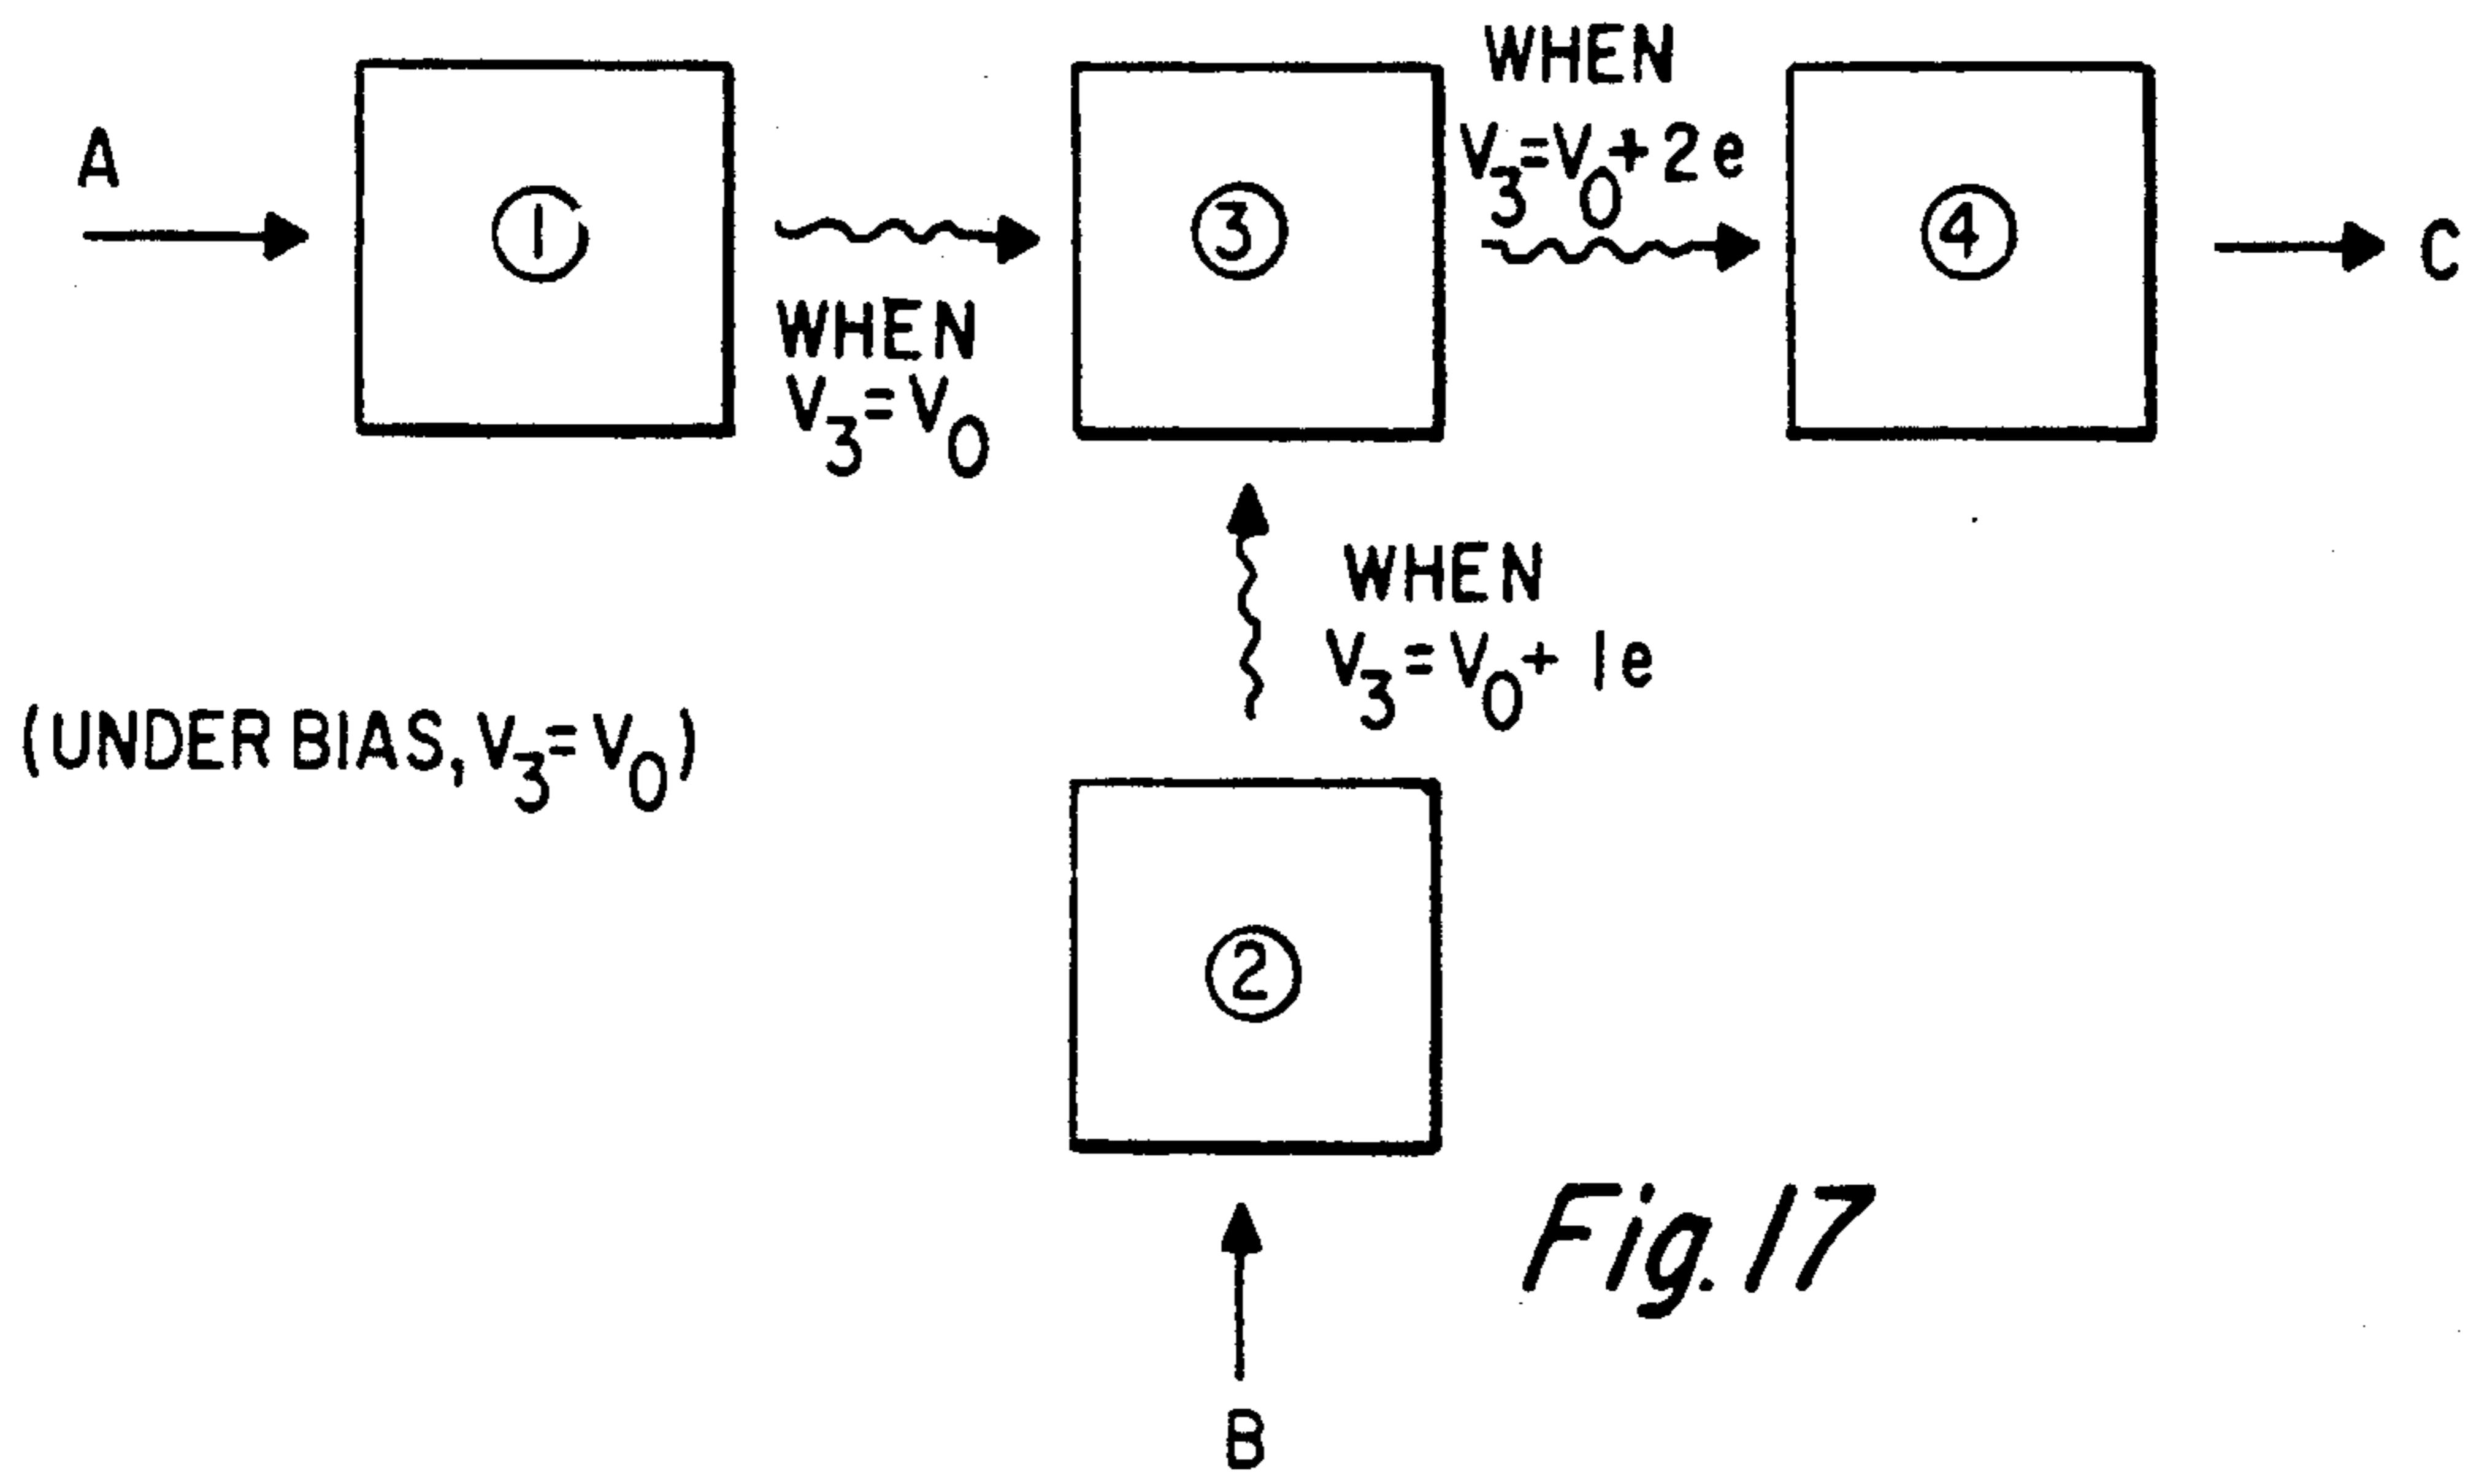 A
①
WHEN
V₃=V₀
③
WHEN
V₃=V₀+2e
④
C
WHEN
V₃=V₀+1e
(UNDER BIAS, V₃=V₀)
②
B
Fig. 17